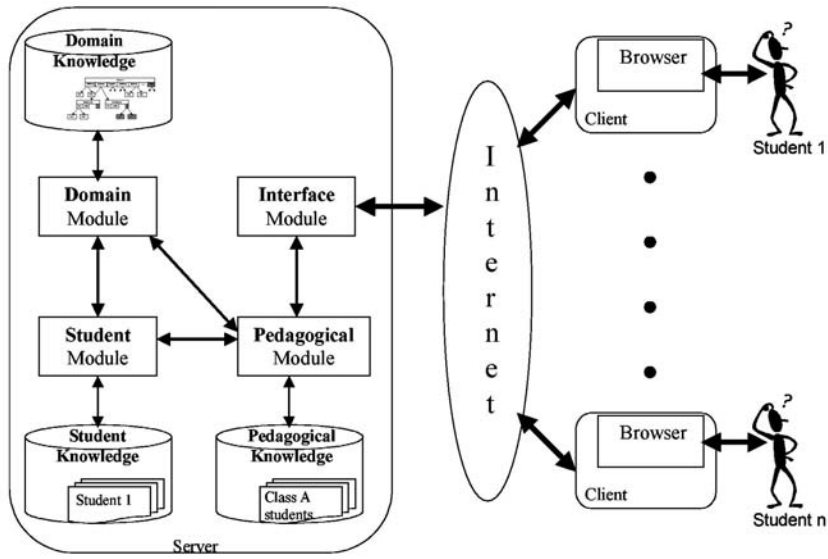 Domain
Knowledge
Domain
Module
Interface
Module
Student
Module
Pedagogical
Module
Student
Knowledge
Student 1
Pedagogical
Knowledge
Class A
students
Server
Internet
Browser
Client
?
Student 1
Browser
Client
?
Student n